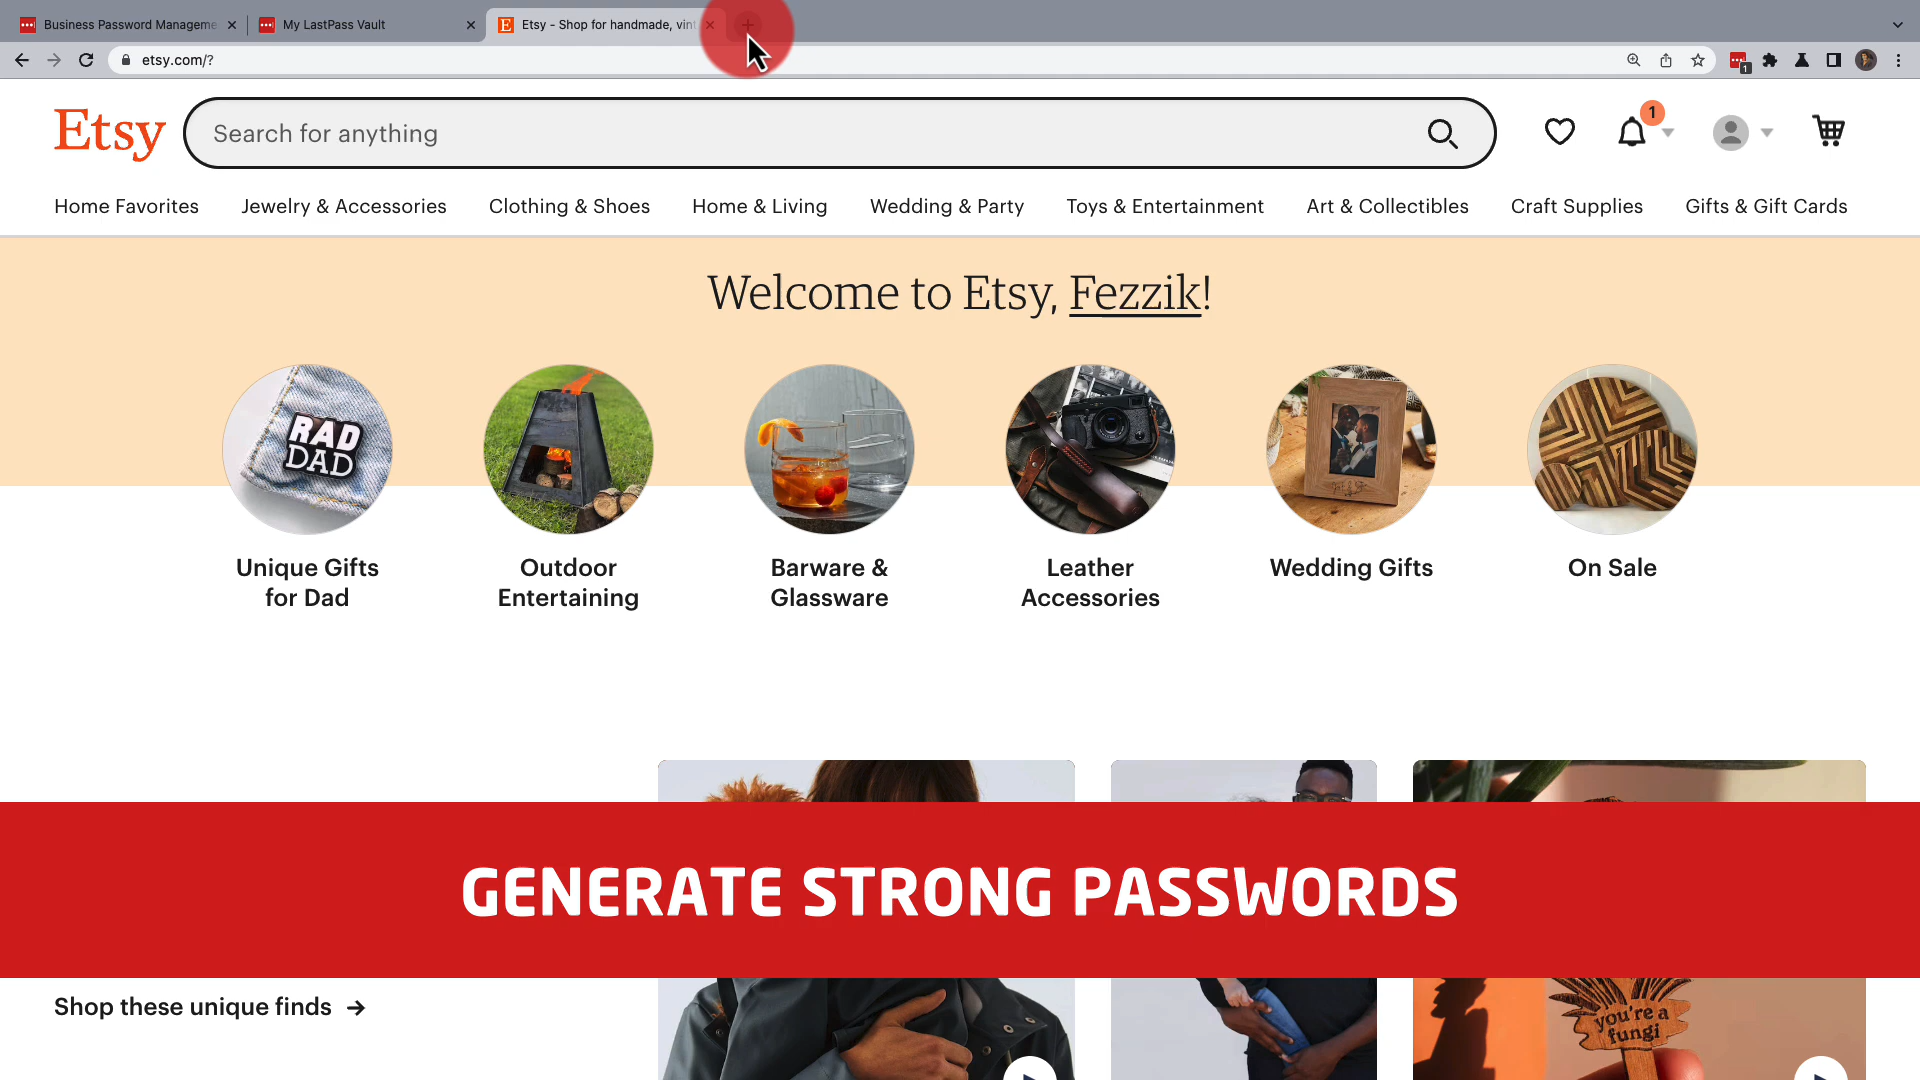 Business Password Manageme
My LastPass Vault
Etsy - Shop for handmade, vint
etsy.com/?
1
Etsy
Search for anything
1
Home Favorites
Jewelry & Accessories
Clothing & Shoes
Home & Living
Wedding & Party
Toys & Entertainment
Art & Collectibles
Craft Supplies
Gifts & Gift Cards
Welcome to Etsy, Fezzik!
RAD
DAD
Unique Gifts
for Dad
Outdoor
Entertaining
Barware &
Glassware
Leather
Accessories
Wedding Gifts
On Sale
GENERATE STRONG PASSWORDS
Shop these unique finds →
you're a
fungi